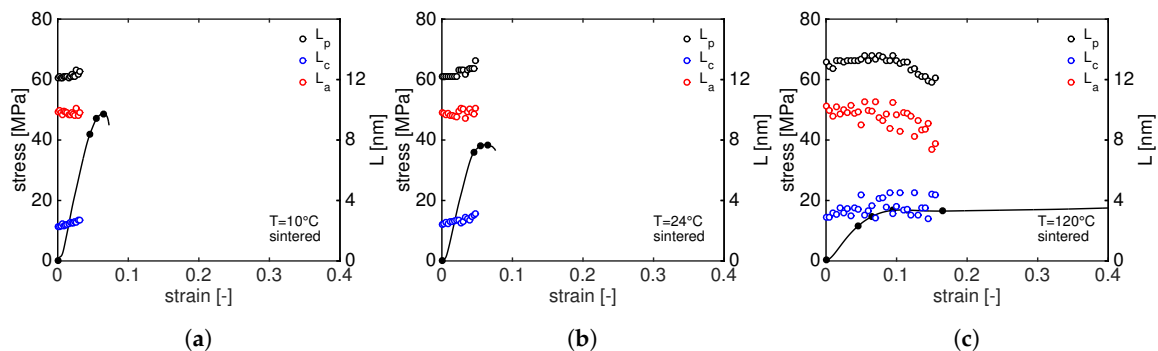 80
60
40
20
0
stress [MPa]
0
0.1
0.2
0.3
0.4
strain [-]
12
8
4
0
L [nm]
L_p
L_c
L_a
T=10°C
sintered
(a)
80
60
40
20
0
stress [MPa]
0
0.1
0.2
0.3
0.4
strain [-]
12
8
4
0
L [nm]
L_p
L_c
L_a
T=24°C
sintered
(b)
80
60
40
20
0
stress [MPa]
0
0.1
0.2
0.3
0.4
strain [-]
12
8
4
0
L [nm]
L_p
L_c
L_a
T=120°C
sintered
(c)